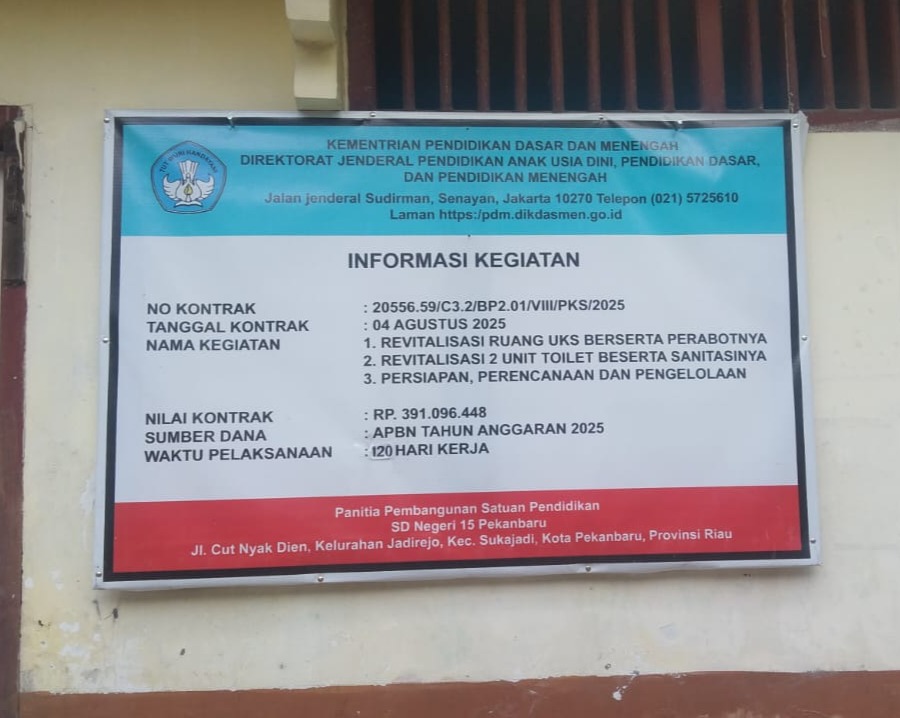 TUT WURI HANDAYANI
KEMENTRIAN PENDIDIKAN DASAR DAN MENENGAH
DIREKTORAT JENDERAL PENDIDIKAN ANAK USIA DINI, PENDIDIKAN DASAR,
DAN PENDIDIKAN MENENGAH
Jalan jenderal Sudirman, Senayan, Jakarta 10270 Telepon (021) 5725610
Laman https:/pdm.dikdasmen.go.id
INFORMASI KEGIATAN
NO KONTRAK : 20556.59/C3.2/BP2.01/VIII/PKS/2025
TANGGAL KONTRAK : 04 AGUSTUS 2025
NAMA KEGIATAN 1. REVITALISASI RUANG UKS BERSERTA PERABOTNYA
2. REVITALISASI 2 UNIT TOILET BESERTA SANITASINYA
3. PERSIAPAN, PERENCANAAN DAN PENGELOLAAN
NILAI KONTRAK : RP. 391.096.448
SUMBER DANA : APBN TAHUN ANGGARAN 2025
WAKTU PELAKSANAAN : 120 HARI KERJA
Panitia Pembangunan Satuan Pendidikan
SD Negeri 15 Pekanbaru
Jl. Cut Nyak Dien, Kelurahan Jadirejo, Kec. Sukajadi, Kota Pekanbaru, Provinsi Riau